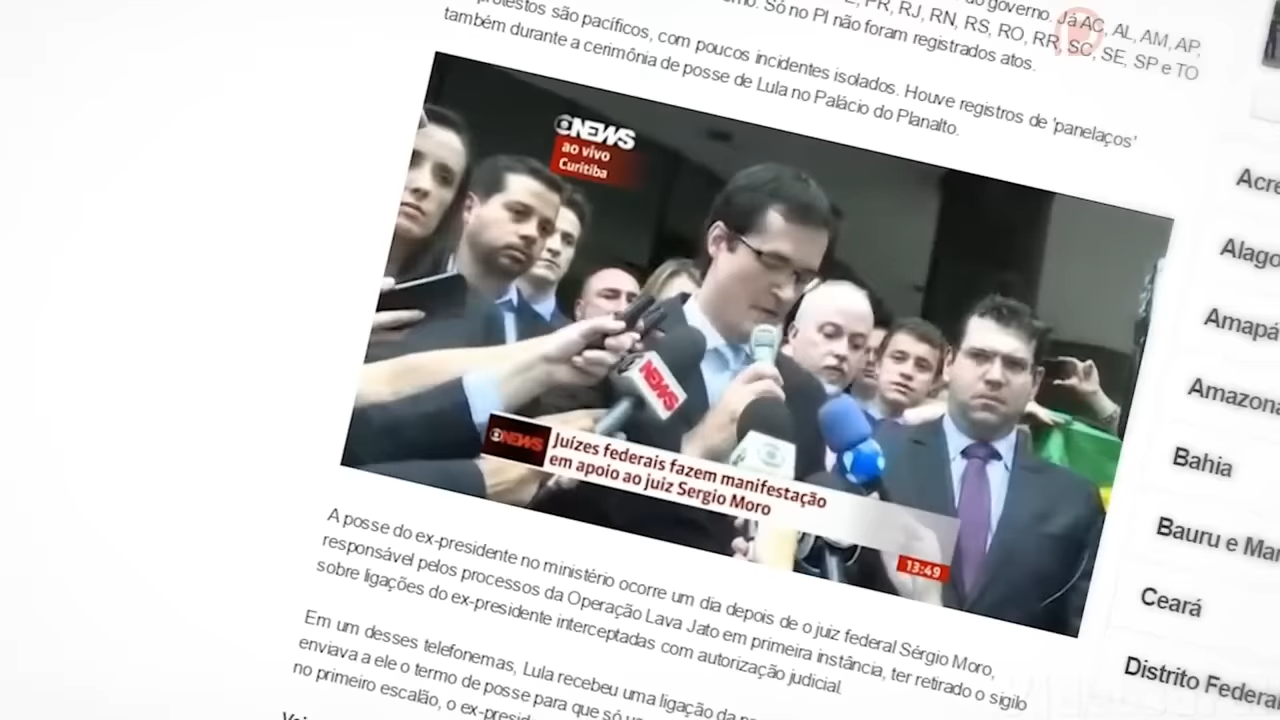 do governo. Já AC, AL, AM, AP,
PR, RJ, RN, RS, RO, RR, SC, SE, SP e TO
Só no PI não foram registrados atos.
protestos são pacíficos, com poucos incidentes isolados. Houve registros de 'panelaços'
também durante a cerimônia de posse de Lula no Palácio do Planalto.
NEWS
ao vivo
Curitiba
NEWS
NEWS
Juízes federais fazem manifestação
em apoio ao juiz Sergio Moro
13:49
A posse do ex-presidente no ministério ocorre um dia depois de o juiz federal Sérgio Moro,
responsável pelos processos da Operação Lava Jato em primeira instância, ter retirado o sigilo
sobre ligações do ex-presidente interceptadas com autorização judicial.
Em um desses telefonemas, Lula recebeu uma ligação da
enviava a ele o termo de posse para que só
no primeiro escalão, o
Acre
Alago
Amapá
Amazona
Bahia
Bauru e Mar
Ceará
Distrito Federal